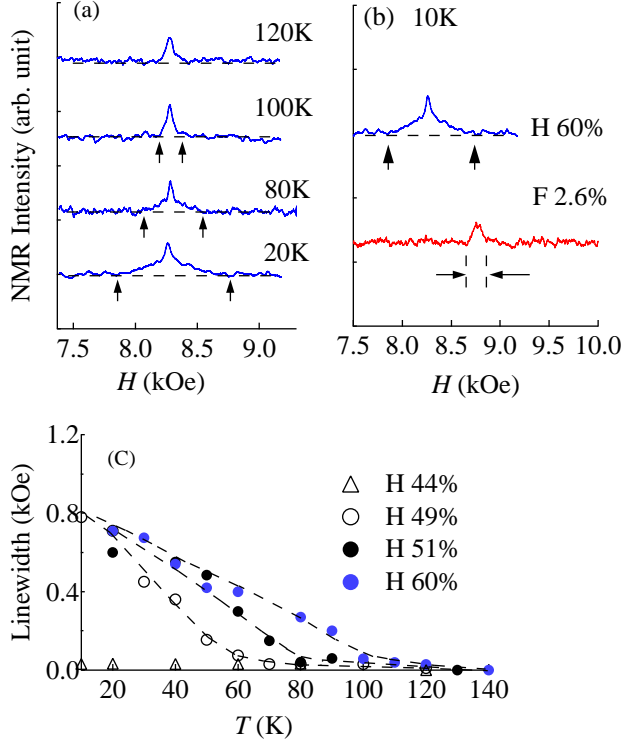 (a)
120K
100K
80K
20K
NMR Intensity (arb. unit)
7.5 8.0 8.5 9.0
H (kOe)
(b)
10K
H 60%
F 2.6%
7.5 8.0 8.5 9.0 9.5 10.0
H (kOe)
(C)
1.2
0.8
0.4
0.0
Linewidth (kOe)
H 44%
H 49%
H 51%
H 60%
20 40 60 80 100 120 140
T (K)